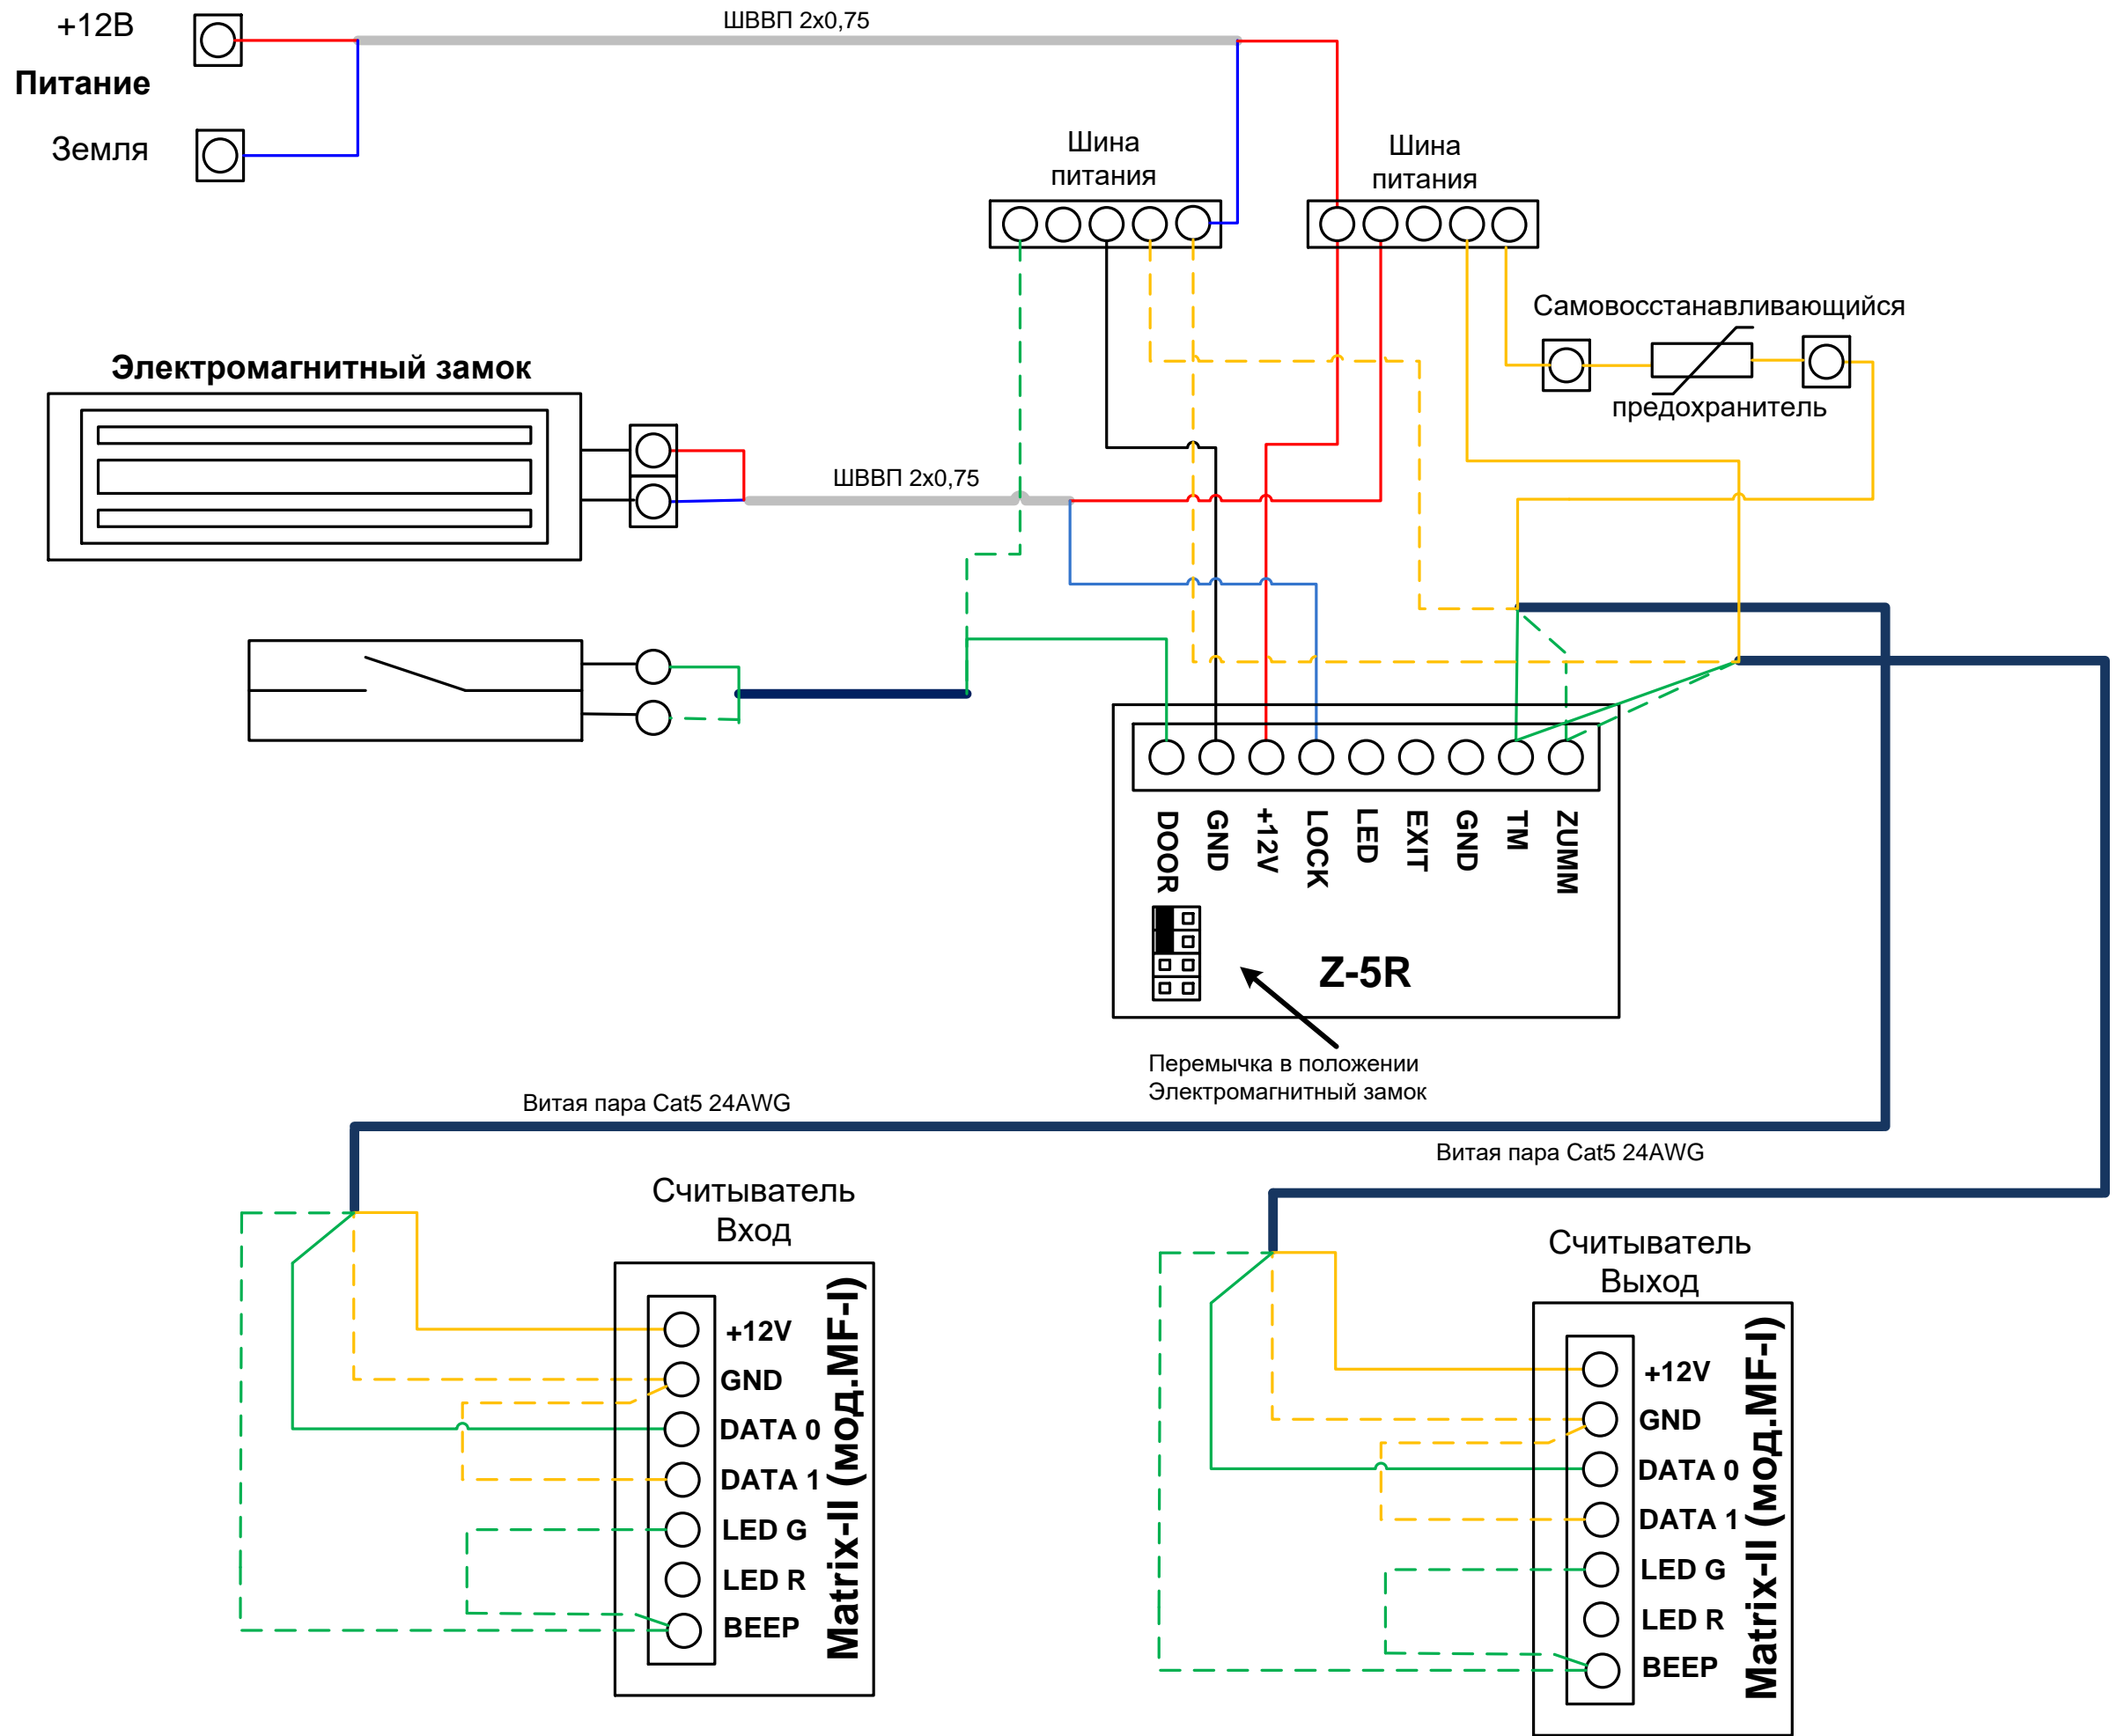 +12В
ШВВП 2х0,75
Питание
Земля
Шина
питания
Шина
питания
Самовосстанавливающийся
предохранитель
Электромагнитный замок
ШВВП 2х0,75
DOOR
GND
+12V
LOCK
LED
EXIT
GND
TM
ZUMM
Z-5R
Перемычка в положении
Электромагнитный замок
Витая пара Cat5 24AWG
Витая пара Cat5 24AWG
Считыватель
Вход
+12V
GND
DATA 0
DATA 1
LED G
LED R
BEEP
Matrix-II (мод.MF-I)
Считыватель
Выход
+12V
GND
DATA 0
DATA 1
LED G
LED R
BEEP
Matrix-II (мод.MF-I)